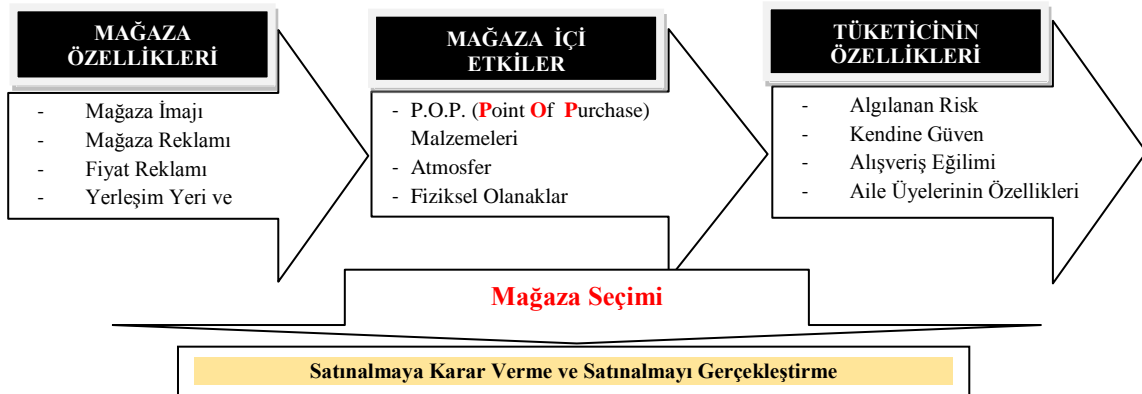 MAĞAZA
ÖZELLİKLERİ
- Mağaza İmajı
- Mağaza Reklamı
- Fiyat Reklamı
- Yerleşim Yeri ve
MAĞAZA İÇİ
ETKİLER
- P.O.P. (Point Of Purchase)
Malzemeleri
- Atmosfer
- Fiziksel Olanaklar
TÜKETİCİNİN
ÖZELLİKLERİ
- Algılanan Risk
- Kendine Güven
- Alışveriş Eğilimi
- Aile Üyelerinin Özellikleri
Mağaza Seçimi
Satınalmaya Karar Verme ve Satınalmayı Gerçekleştirme